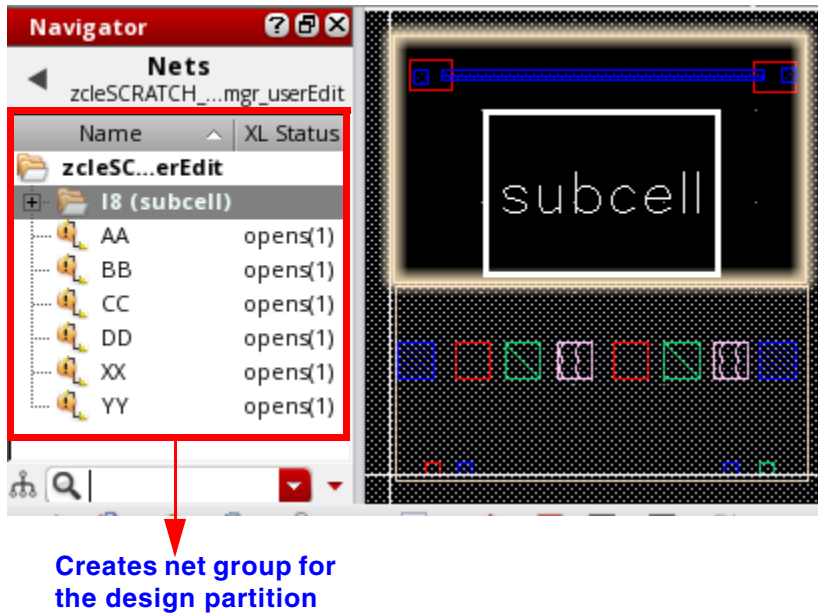 Navigator
Nets
zcleSCRATCH_...mgr_userEdit
Name XL Status
zcleSC...erEdit
I8 (subcell)
AA opens(1)
BB opens(1)
CC opens(1)
DD opens(1)
XX opens(1)
YY opens(1)
subcell
Creates net group for
the design partition